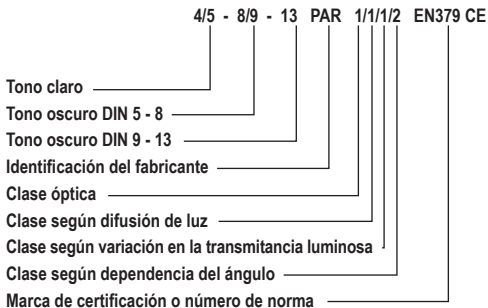 4/5 - 8/9 - 13 PAR 1/1/1/2 EN379 CE
Tono claro
Tono oscuro DIN 5 - 8
Tono oscuro DIN 9 - 13
Identificación del fabricante
Clase óptica
Clase según difusión de luz
Clase según variación en la transmitancia luminosa
Clase según dependencia del ángulo
Marca de certificación o número de norma